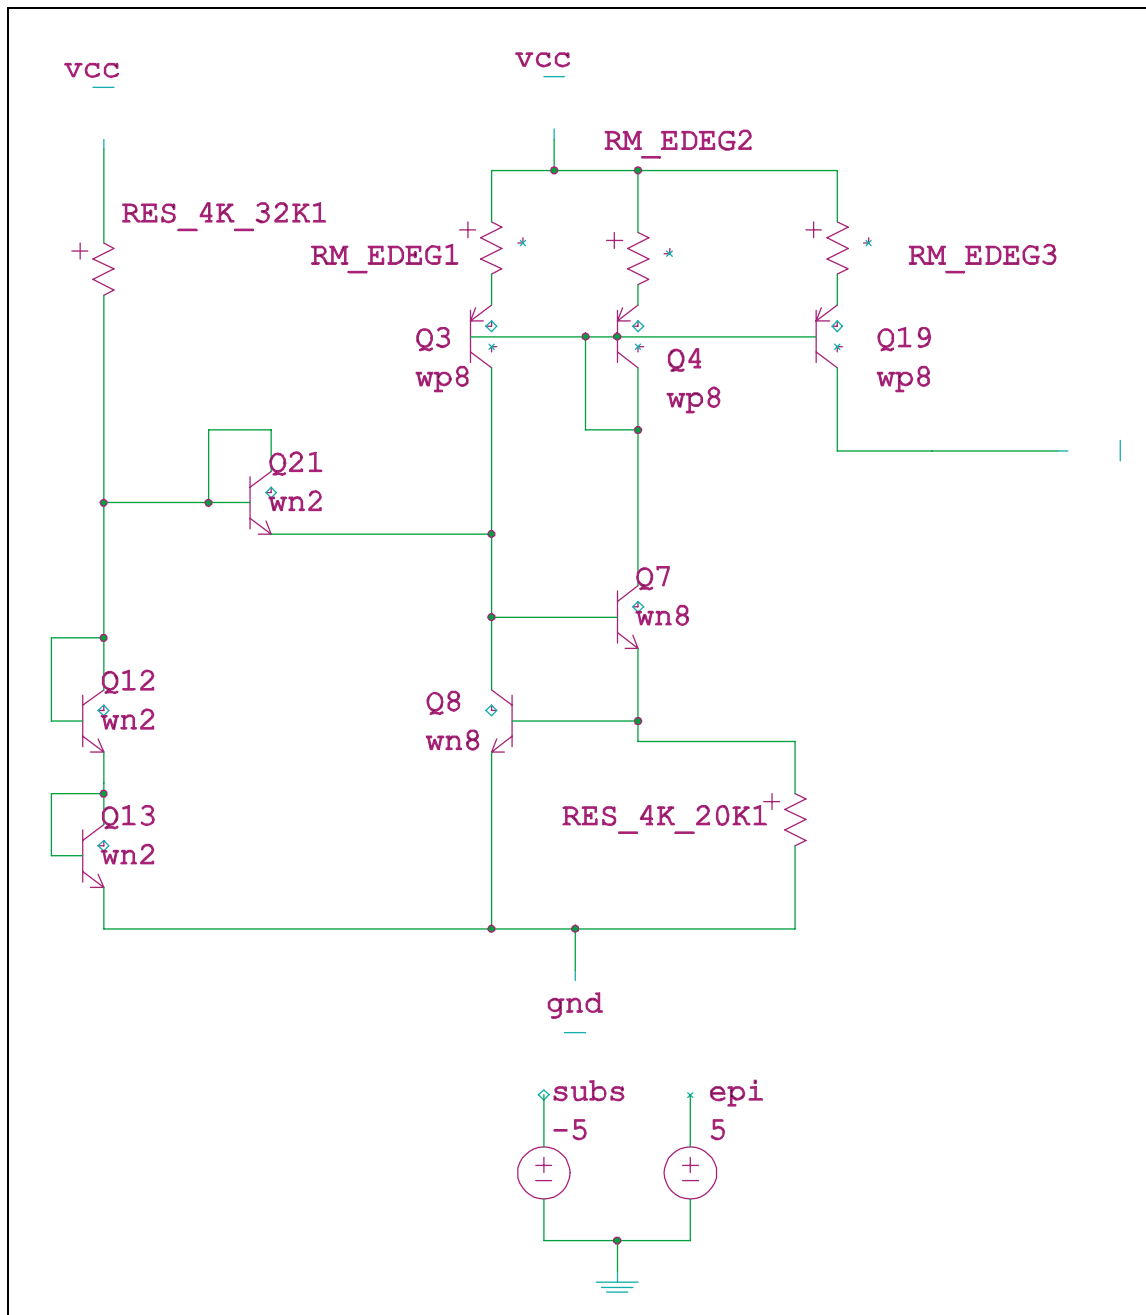 vcc
vcc
RM_EDEG2
RES_4K_32K1
RM_EDEG1
RM_EDEG3
Q3
wp8
Q4
wp8
Q19
wp8
Q21
wn2
Q7
wn8
Q12
wn2
Q8
wn8
Q13
wn2
RES_4K_20K1
gnd
subs
-5
epi
5